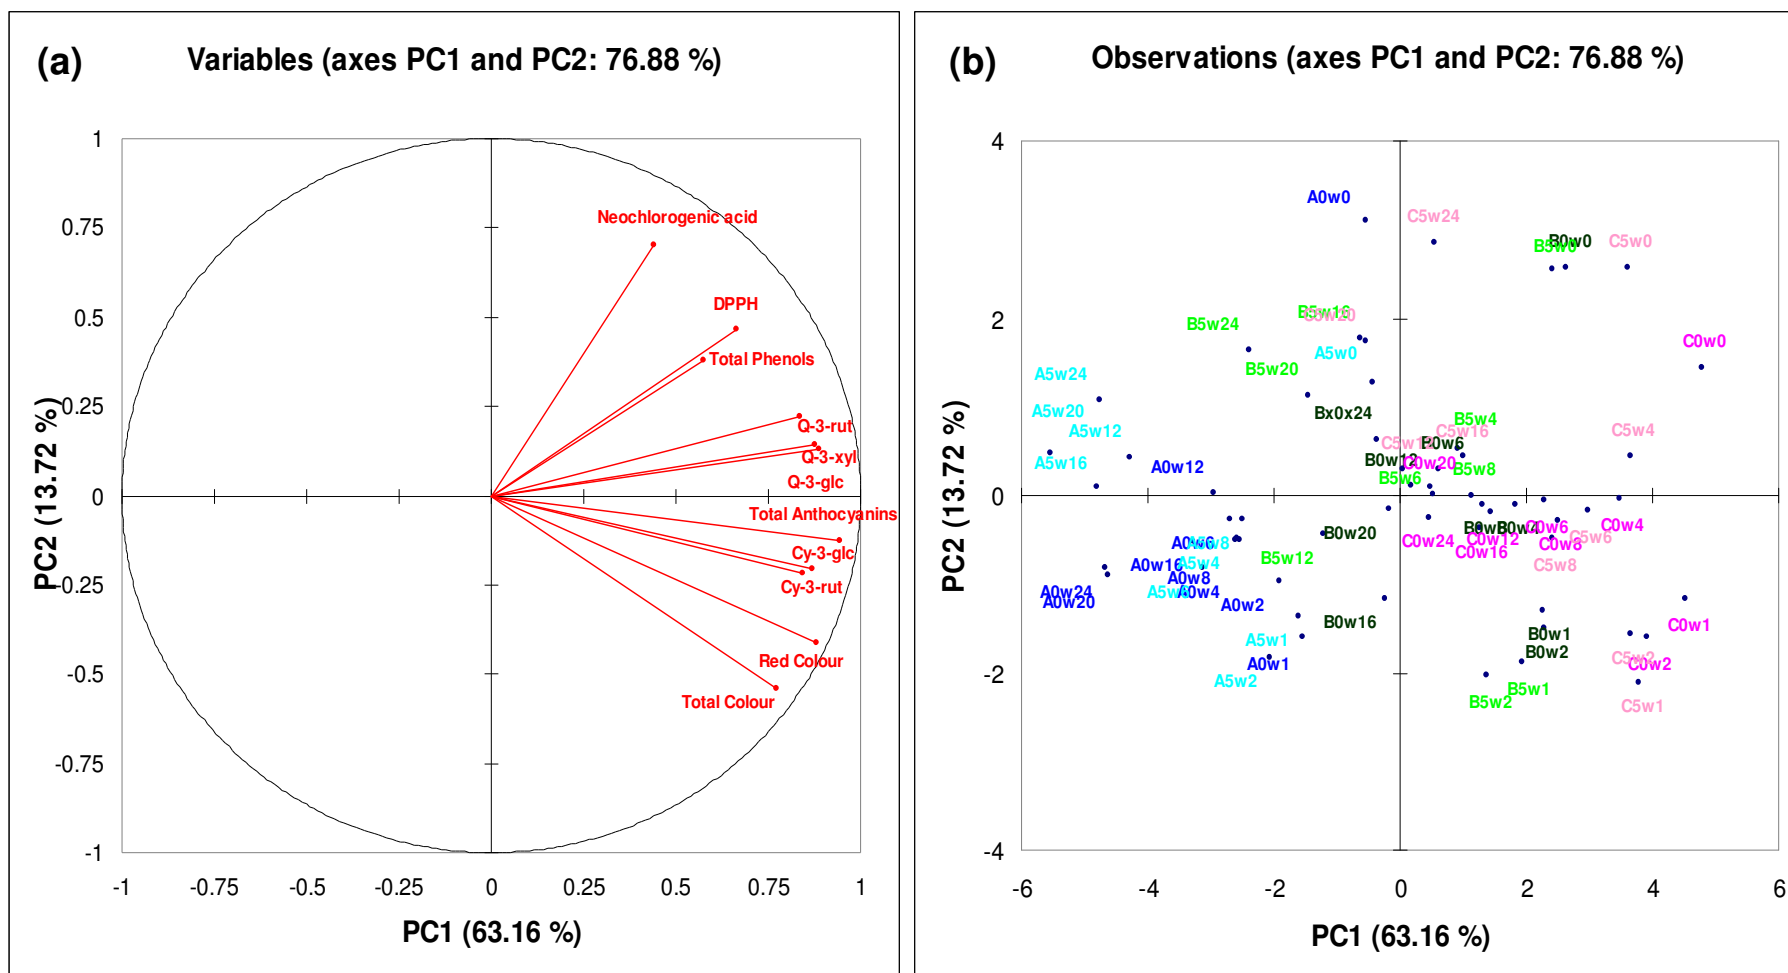 (a)
Variables (axes PC1 and PC2: 76.88 %)
1
0.75
0.5
0.25
0
-0.25
-0.5
-0.75
-1
PC2 (13.72 %)
Neochlorogenic acid
DPPH
Total Phenols
Q-3-rut
Q-3-xyl
Q-3-glc
Total Anthocyanins
Cy-3-glc
Cy-3-rut
Red Colour
Total Colour
-1 -0.75 -0.5 -0.25 0 0.25 0.5 0.75 1
PC1 (63.16 %)
(b)
Observations (axes PC1 and PC2: 76.88 %)
4
2
0
-2
-4
PC2 (13.72 %)
A0w0
C5w24
B0w0
C5w0
B5w0
B5w16
C5w20
B5w24
C0w0
A5w0
B5w20
A5w24
A5w20
Bx0x24
B5w4
A5w12
C5w16
C5w4
B0w6
B0w12
C0w20
A5w16
A0w12
B5w8
B5w6
B0w20
B0w4
C0w6
C0w4
C0w24
C0w12
C5w6
A0w6
A5w8
C0w16
C0w8
B5w12
C5w8
A0w16
A5w4
A0w8
A0w24
A0w4
A0w20
A0w2
B0w16
C0w1
A5w1
B0w1
A0w1
B0w2
C5w2
C0w2
A5w2
B5w1
B5w2
C5w1
-6 -4 -2 0 2 4 6
PC1 (63.16 %)